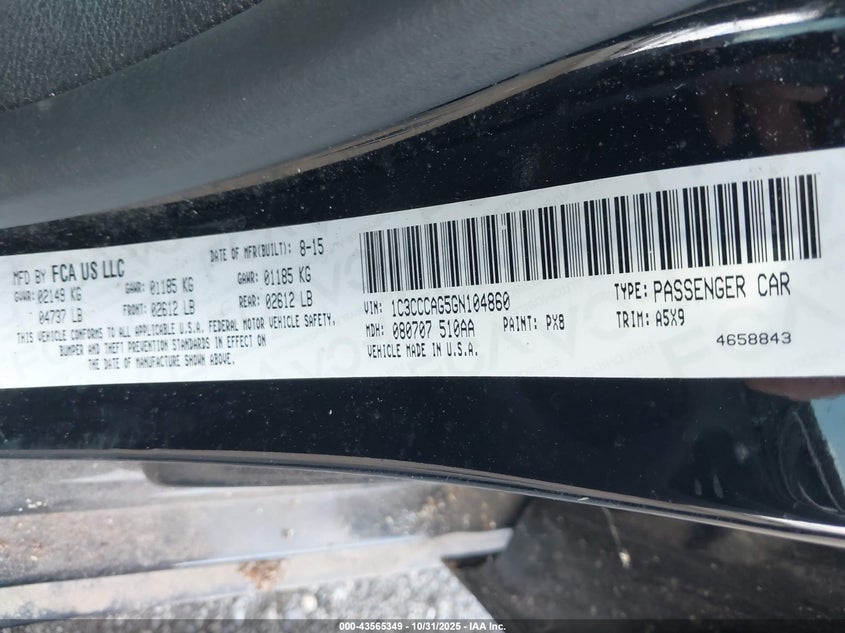 MFD BY FCA US LLC
DATE OF MFR(BUILT): 8-15
GVWR: 02149 KG
04737 LB
GAWR: 01185 KG
FRONT: 02612 LB
GAWR: 01185 KG
REAR: 02612 LB
THIS VEHICLE CONFORMS TO ALL APPLICABLE U.S.A. FEDERAL MOTOR VEHICLE SAFETY,
BUMPER AND THEFT PREVENTION STANDARDS IN EFFECT ON
THE DATE OF MANUFACTURE SHOWN ABOVE.
VIN: 1C3CCCAG5GN104860
TYPE: PASSENGER CAR
MDH: 080707 510AA
PAINT: PX8
TRIM: A5X9
VEHICLE MADE IN U.S.A.
4658843
000-43565349 - 10/31/2025 - IAA Inc.